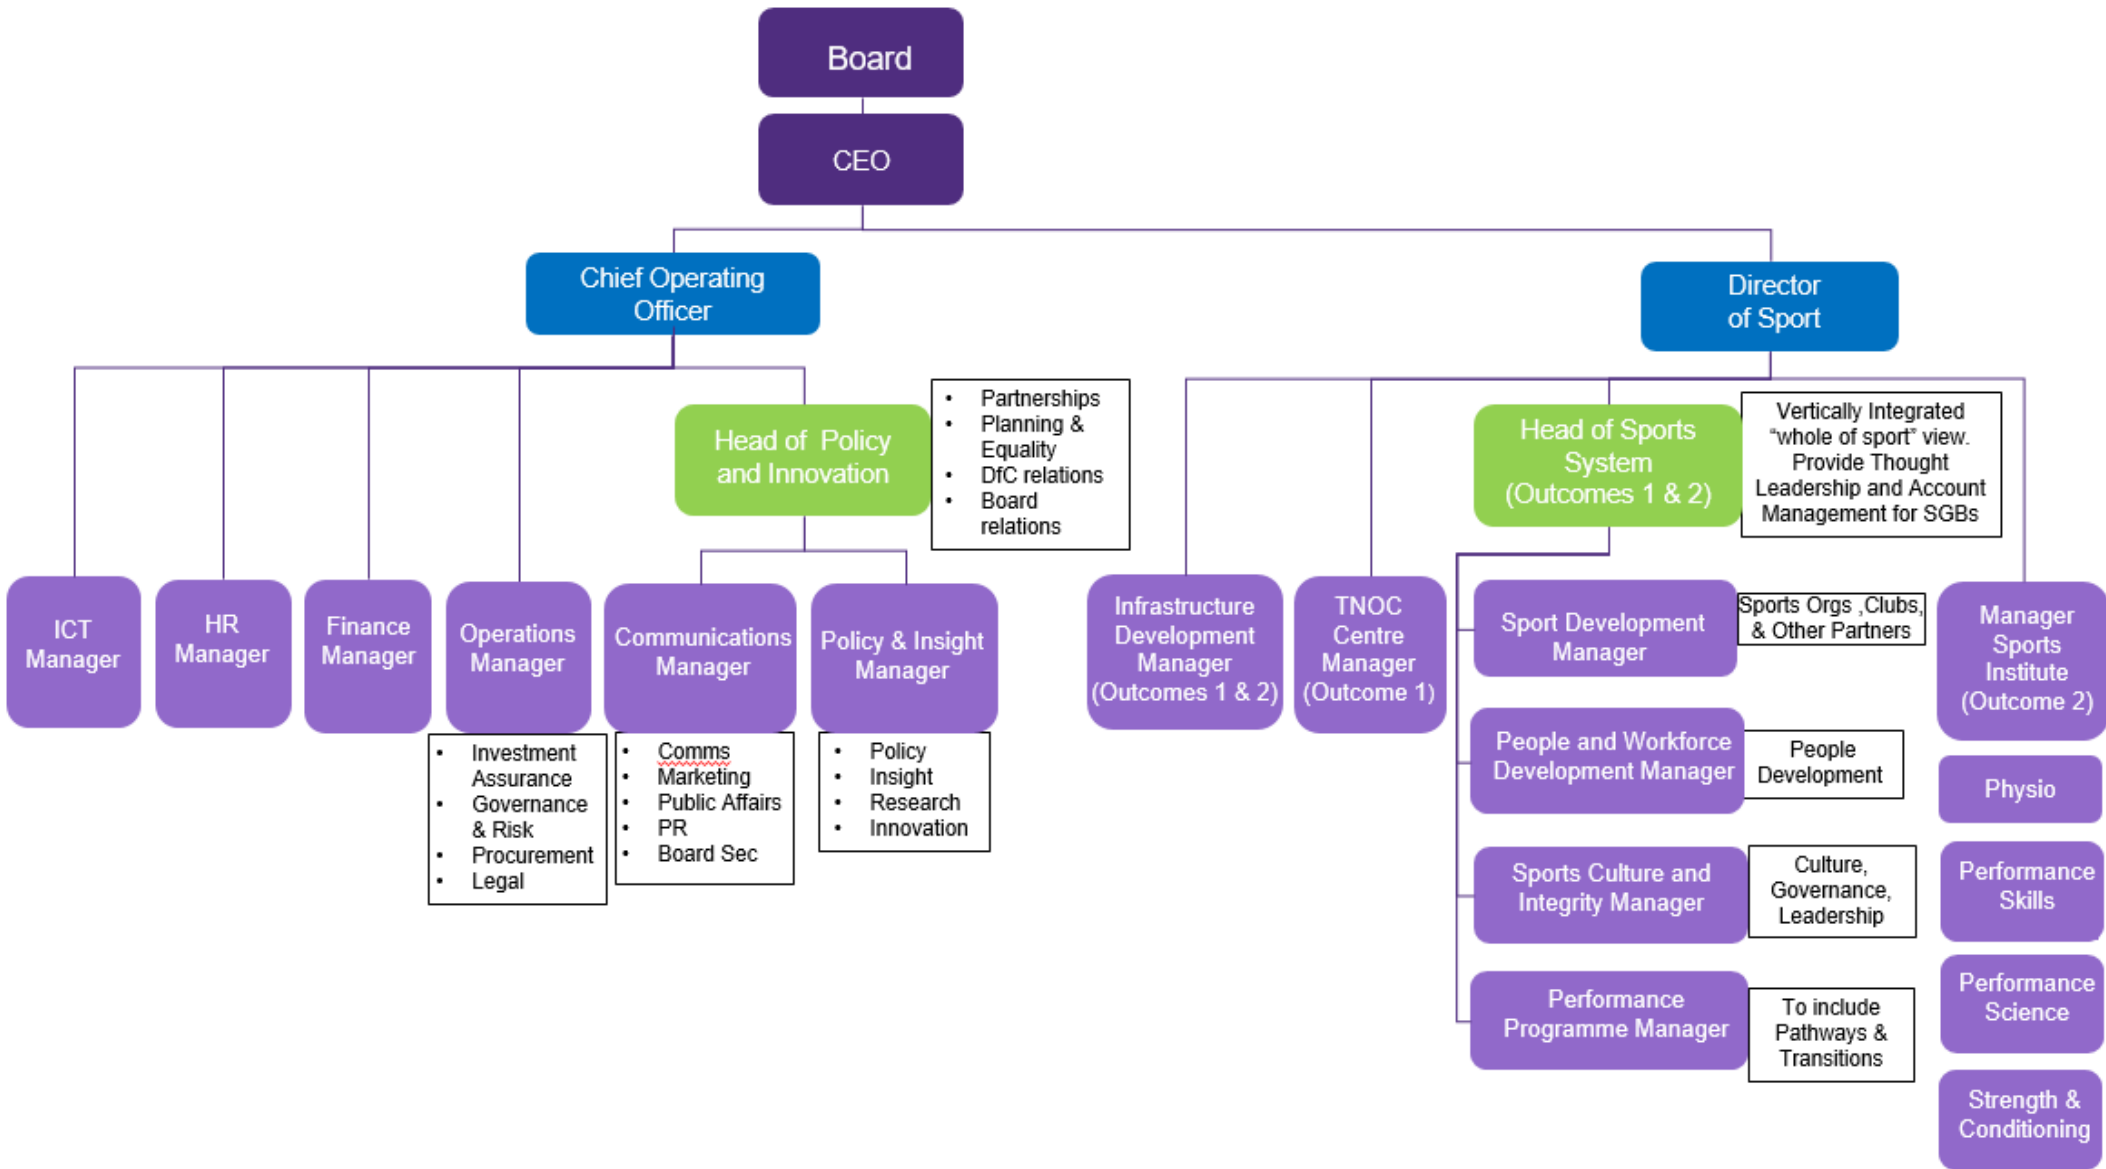 Board
CEO
Chief Operating
Officer
Director
of Sport
Head of Policy
and Innovation
• Partnerships
• Planning &
Equality
• DfC relations
• Board
relations
Head of Sports
System
(Outcomes 1 & 2)
Vertically Integrated
“whole of sport” view.
Provide Thought
Leadership and Account
Management for SGBs
ICT
Manager
HR
Manager
Finance
Manager
Operations
Manager
• Investment
Assurance
• Governance
& Risk
• Procurement
• Legal
Communications
Manager
• Comms
• Marketing
• Public Affairs
• PR
• Board Sec
Policy & Insight
Manager
• Policy
• Insight
• Research
• Innovation
Infrastructure
Development
Manager
(Outcomes 1 & 2)
TNOC
Centre
Manager
(Outcome 1)
Sport Development
Manager
Sports Orgs ,Clubs,
& Other Partners
People and Workforce
Development Manager
People
Development
Sports Culture and
Integrity Manager
Culture,
Governance,
Leadership
Performance
Programme Manager
To include
Pathways &
Transitions
Manager
Sports
Institute
(Outcome 2)
Physio
Performance
Skills
Performance
Science
Strength &
Conditioning